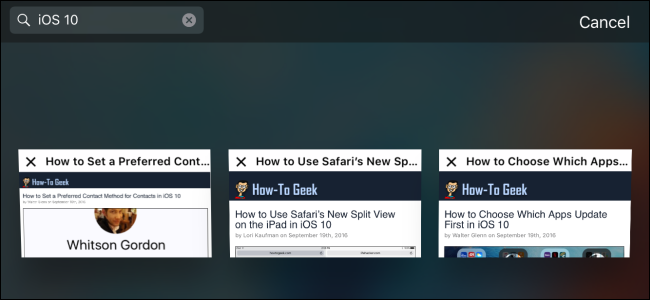 iOS 10
Cancel
How to Set a Preferred Cont...
How-To Geek
How to Set a Preferred Contact Method for Contacts in iOS 10
Whitson Gordon
How to Use Safari's New Sp...
How-To Geek
How to Use Safari's New Split View
on the iPad in iOS 10
by Lori Kaufman on September 19th, 2016
How to Choose Which Apps...
How-To Geek
How to Choose Which Apps Update
First in iOS 10
by Walter Glenn on September 19th, 2016